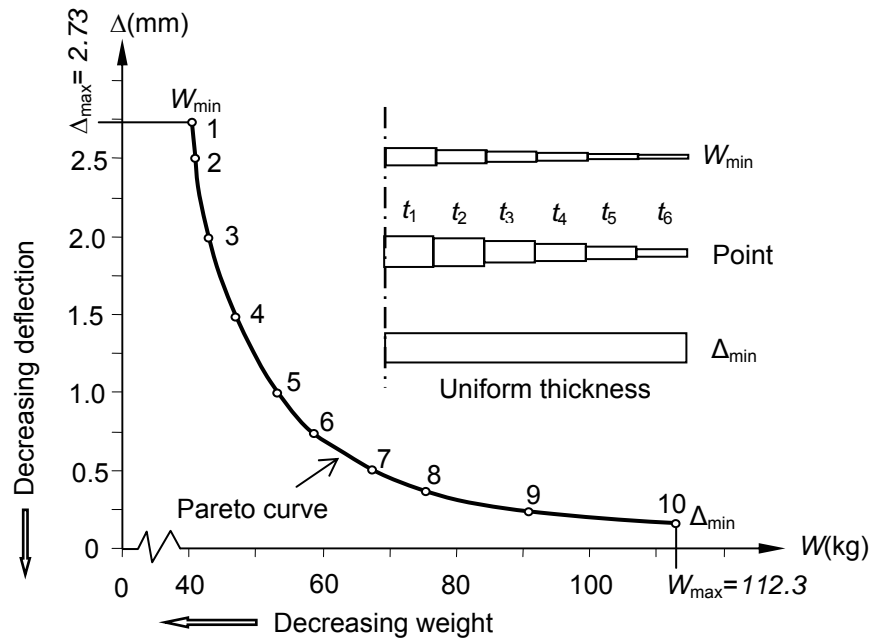 Δ(mm)
Δmax= 2.73
Wmin
1
2.5
2
2.0
3
1.5
4
1.0
5
6
0.5
7
8
9
10
Δmin
0
Pareto curve
Decreasing deflection
Wmin
t1 t2 t3 t4 t5 t6
Point
Δmin
Uniform thickness
W(kg)
0 40 60 80 100
Wmax=112.3
Decreasing weight